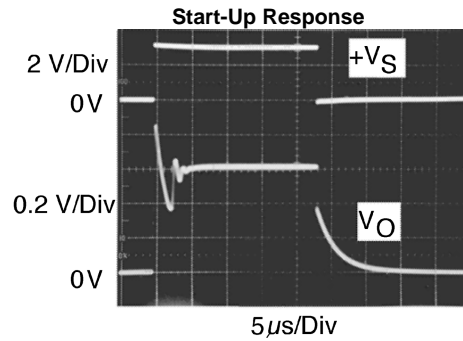 Start-Up Response
2 V/Div
+VS
0V
0.2 V/Div
VO
0V
5µs/Div